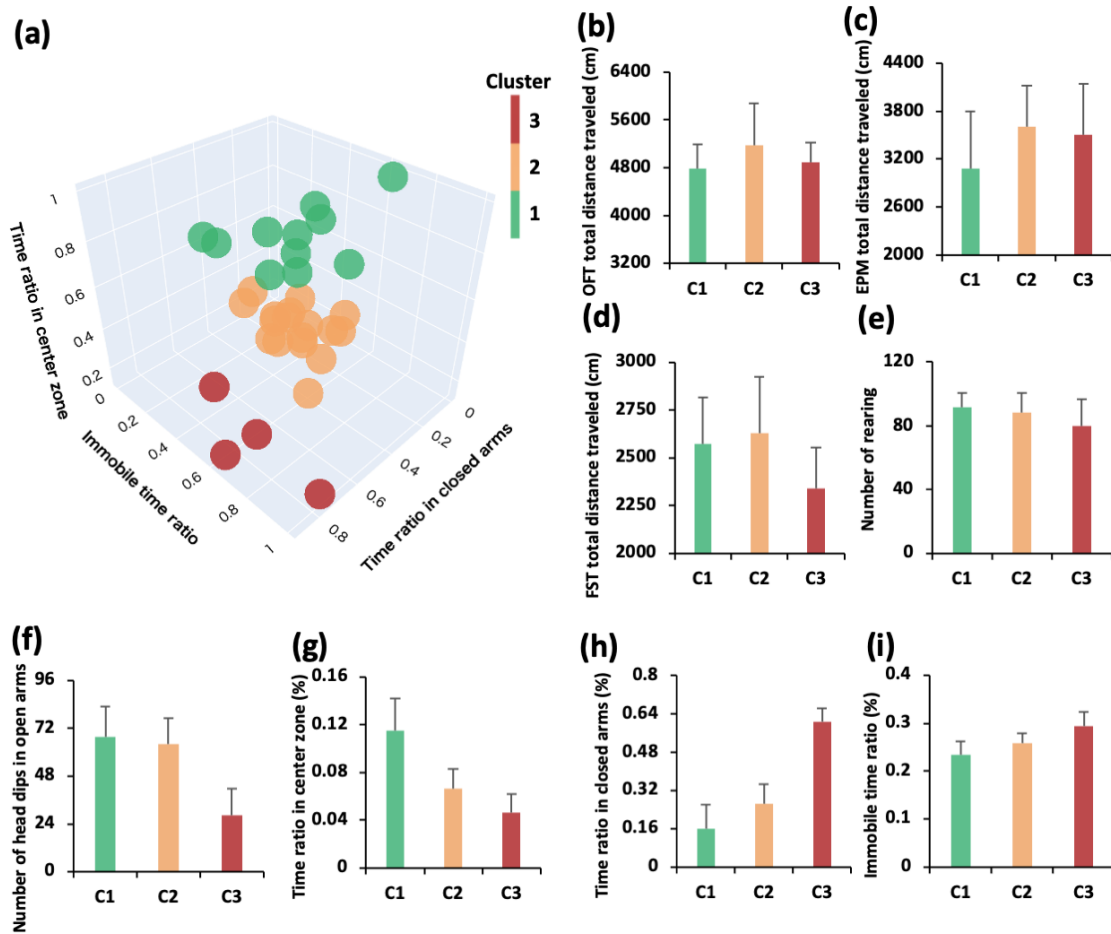 (a)
Cluster
3
2
1
1
0.8
0.6
0.4
0.2
Time ratio in center zone
0
0.2
0.4
0.6
0.8
1
Immobile time ratio
0
0.2
0.4
0.6
0.8
Time ratio in closed arms
(b)
OFT total distance traveled (cm)
6400
5600
4800
4000
3200
C1 C2 C3
(c)
EPM total distance traveled (cm)
4400
3800
3200
2600
2000
C1 C2 C3
(d)
FST total distance traveled (cm)
3000
2750
2500
2250
2000
C1 C2 C3
(e)
Number of rearing
120
80
40
0
C1 C2 C3
(f)
Number of head dips in open arms
96
72
48
24
0
C1 C2 C3
(g)
Time ratio in center zone (%)
0.16
0.12
0.08
0.04
0
C1 C2 C3
(h)
Time ratio in closed arms (%)
0.8
0.64
0.48
0.32
0.16
0
C1 C2 C3
(i)
Immobile time ratio (%)
0.4
0.3
0.2
0.1
0
C1 C2 C3